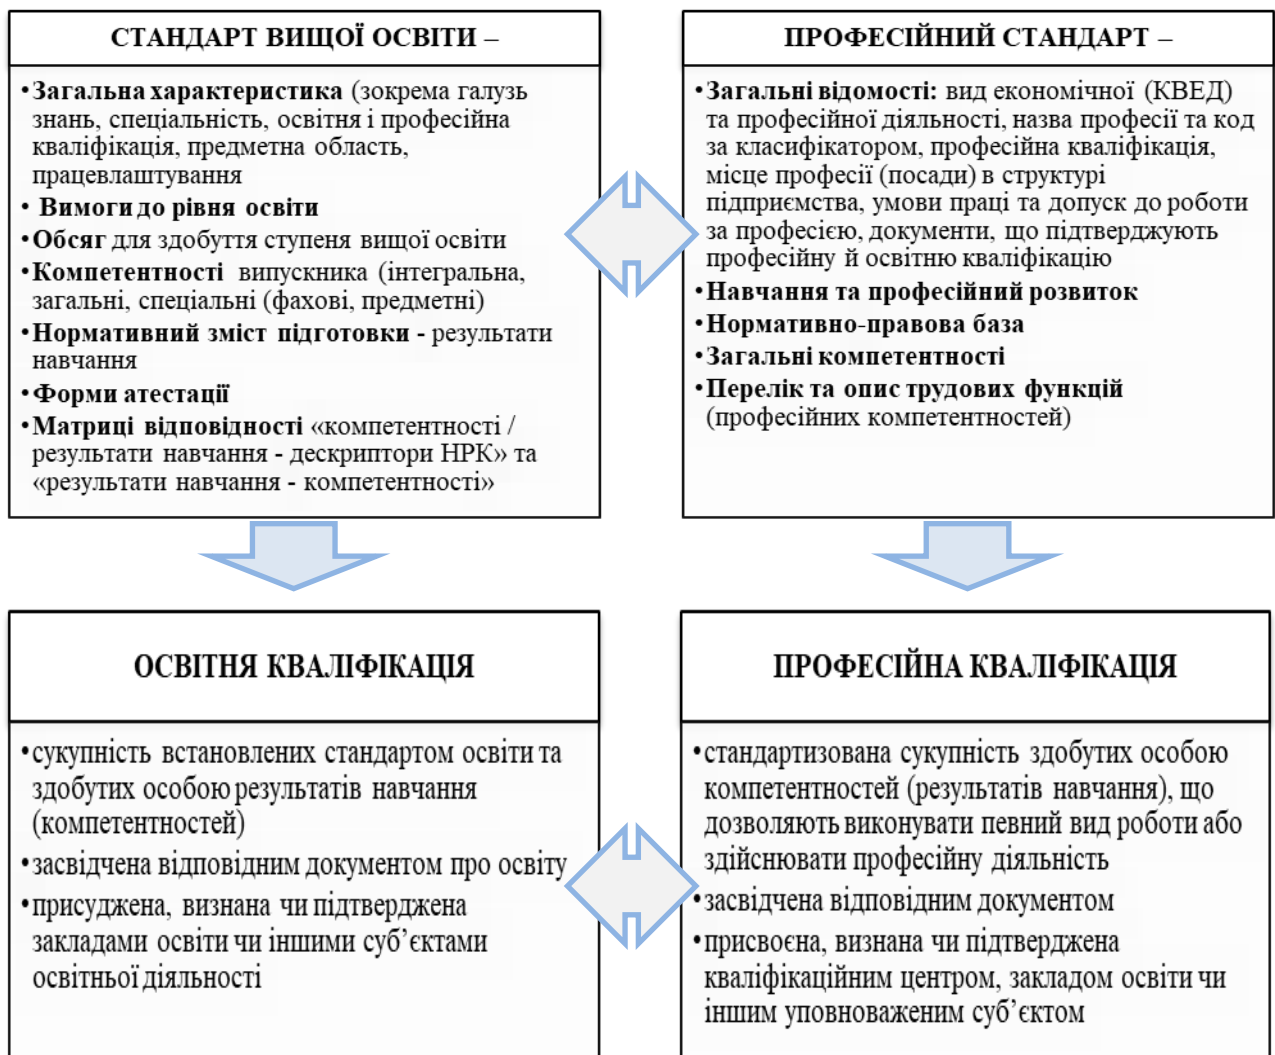 СТАНДАРТ ВИЩОЇ ОСВІТИ –
•Загальна характеристика (зокрема галузь
знань, спеціальність, освітня і професійна
кваліфікація, предметна область,
працевлаштування
• Вимоги до рівня освіти
•Обсяг для здобуття ступеня вищої освіти
•Компетентності випускника (інтегральна,
загальні, спеціальні (фахові, предметні)
•Нормативний зміст підготовки - результати
навчання
•Форми атестації
•Матриці відповідності «компетентності /
результати навчання - дескриптори НРК» та
«результати навчання - компетентності»
ПРОФЕСІЙНИЙ СТАНДАРТ –
•Загальні відомості: вид економічної (КВЕД)
та професійної діяльності, назва професії та код
за класифікатором, професійна кваліфікація,
місце професії (посади) в структурі
підприємства, умови праці та допуск до роботи
за професією, документи, що підтверджують
професійну й освітню кваліфікацію
•Навчання та професійний розвиток
•Нормативно-правова база
•Загальні компетентності
•Перелік та опис трудових функцій
(професійних компетентностей)
ОСВІТНЯ КВАЛІФІКАЦІЯ
•сукупність встановлених стандартом освіти та
здобутих особою результатів навчання
(компетентностей)
•засвідчена відповідним документом про освіту
•присуджена, визнана чи підтверджена
закладами освіти чи іншими суб’єктами
освітньої діяльності
ПРОФЕСІЙНА КВАЛІФІКАЦІЯ
•стандартизована сукупність здобутих особою
компетентностей (результатів навчання), що
дозволяють виконувати певний вид роботи або
здійснювати професійну діяльність
•засвідчена відповідним документом
•присвоєна, визнана чи підтверджена
кваліфікаційним центром, закладом освіти чи
іншим уповноваженим суб’єктом